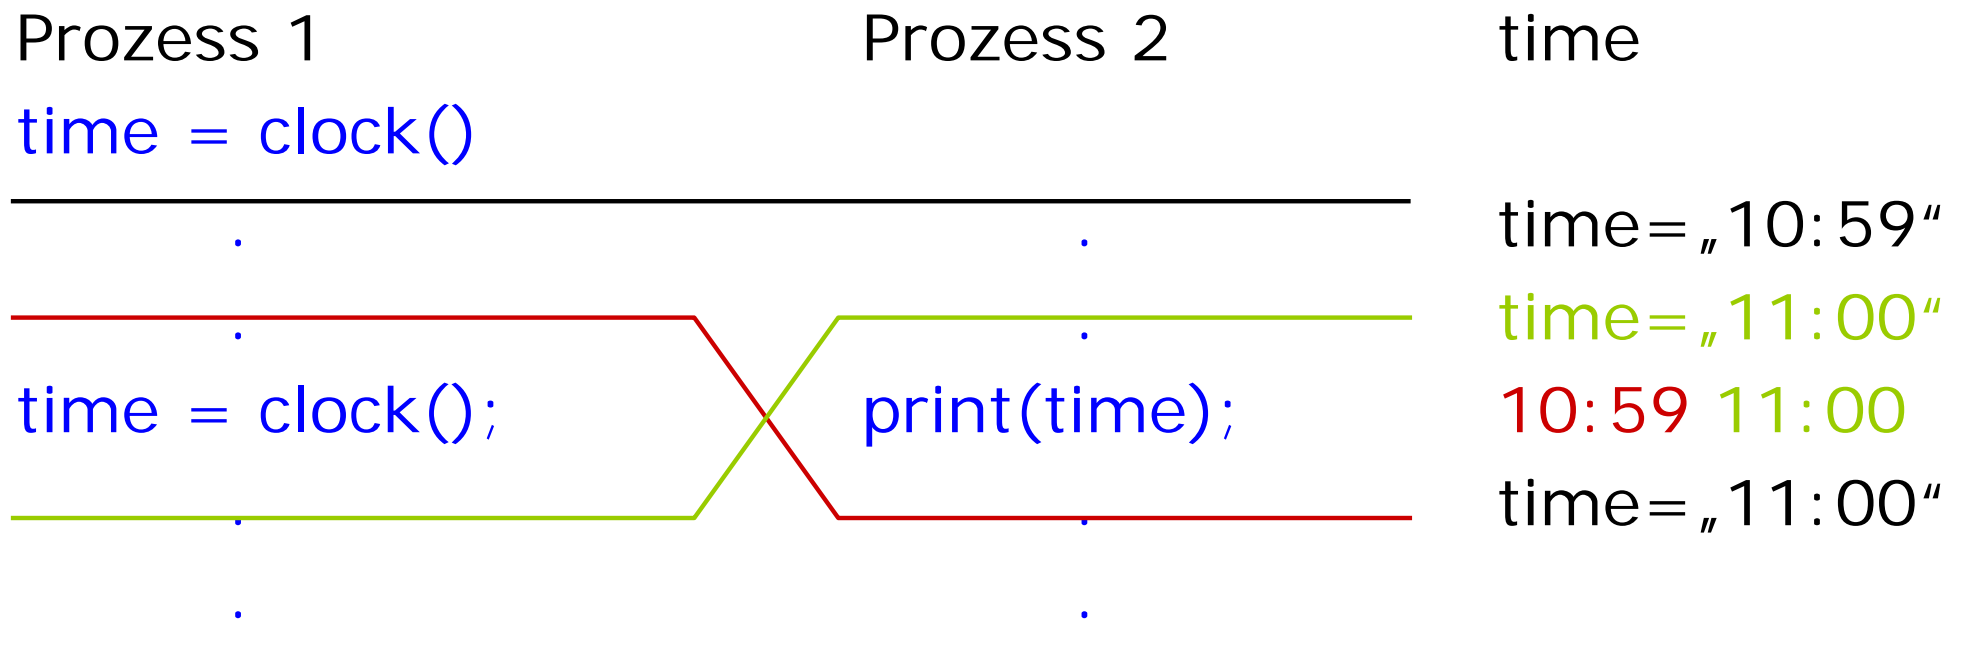 Prozess 1 Prozess 2 time
time = clock()
. . time=„10:59“
. . time=„11:00“
time = clock(); print(time); 10:59 11:00
. . time=„11:00“
. .